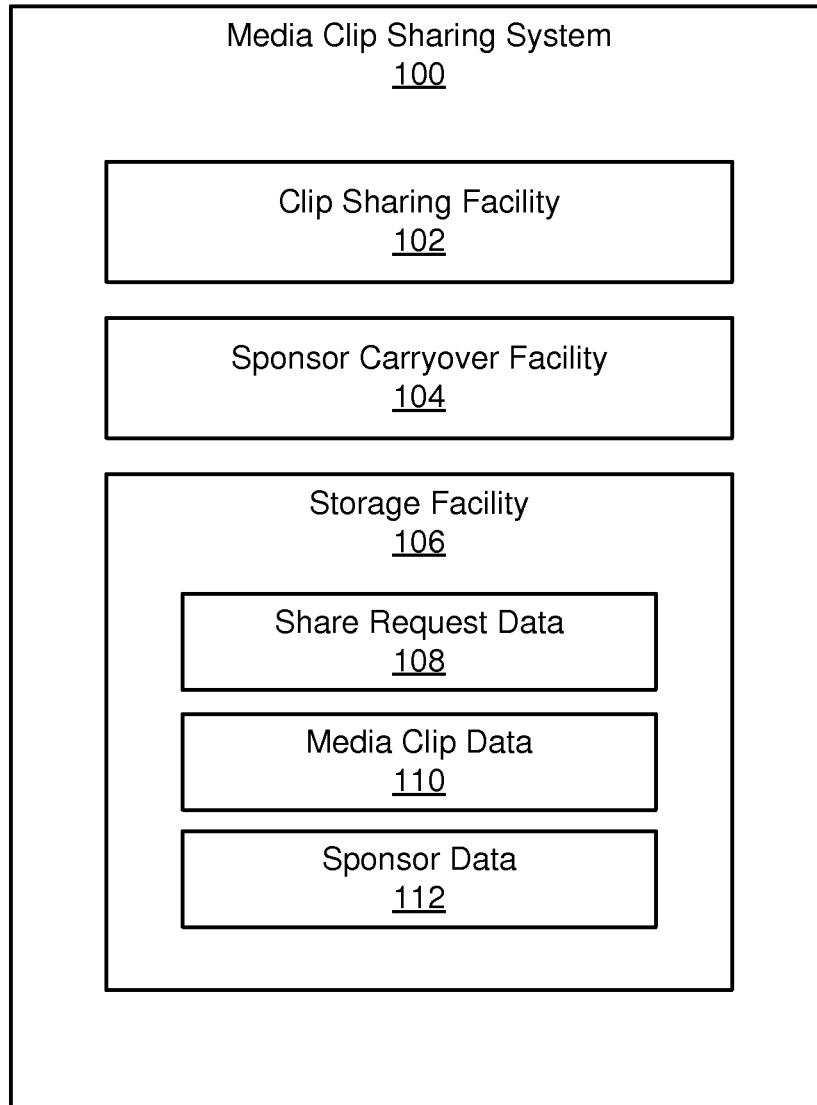 Media Clip Sharing System
100
Clip Sharing Facility
102
Sponsor Carryover Facility
104
Storage Facility
106
Share Request Data
108
Media Clip Data
110
Sponsor Data
112